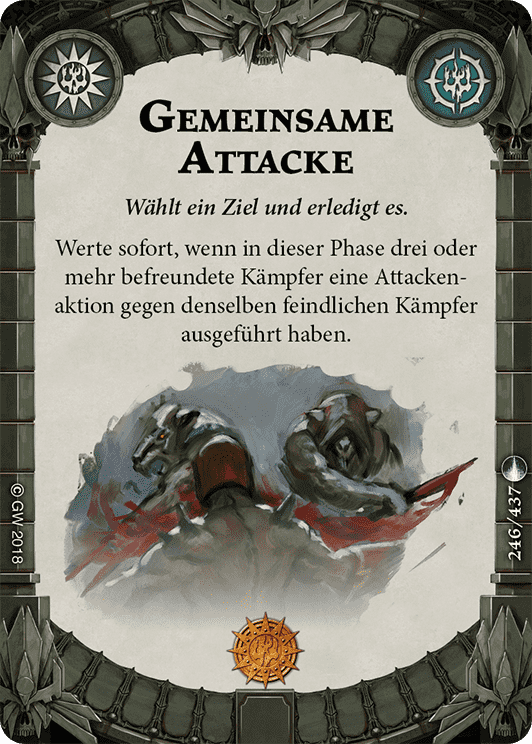 GEMEINSAME
ATTACKE
Wählt ein Ziel und erledigt es.
Werte sofort, wenn in dieser Phase drei oder
mehr befreundete Kämpfer eine Attacken-
aktion gegen denselben feindlichen Kämpfer
ausgeführt haben.
© GW 2018
246/437